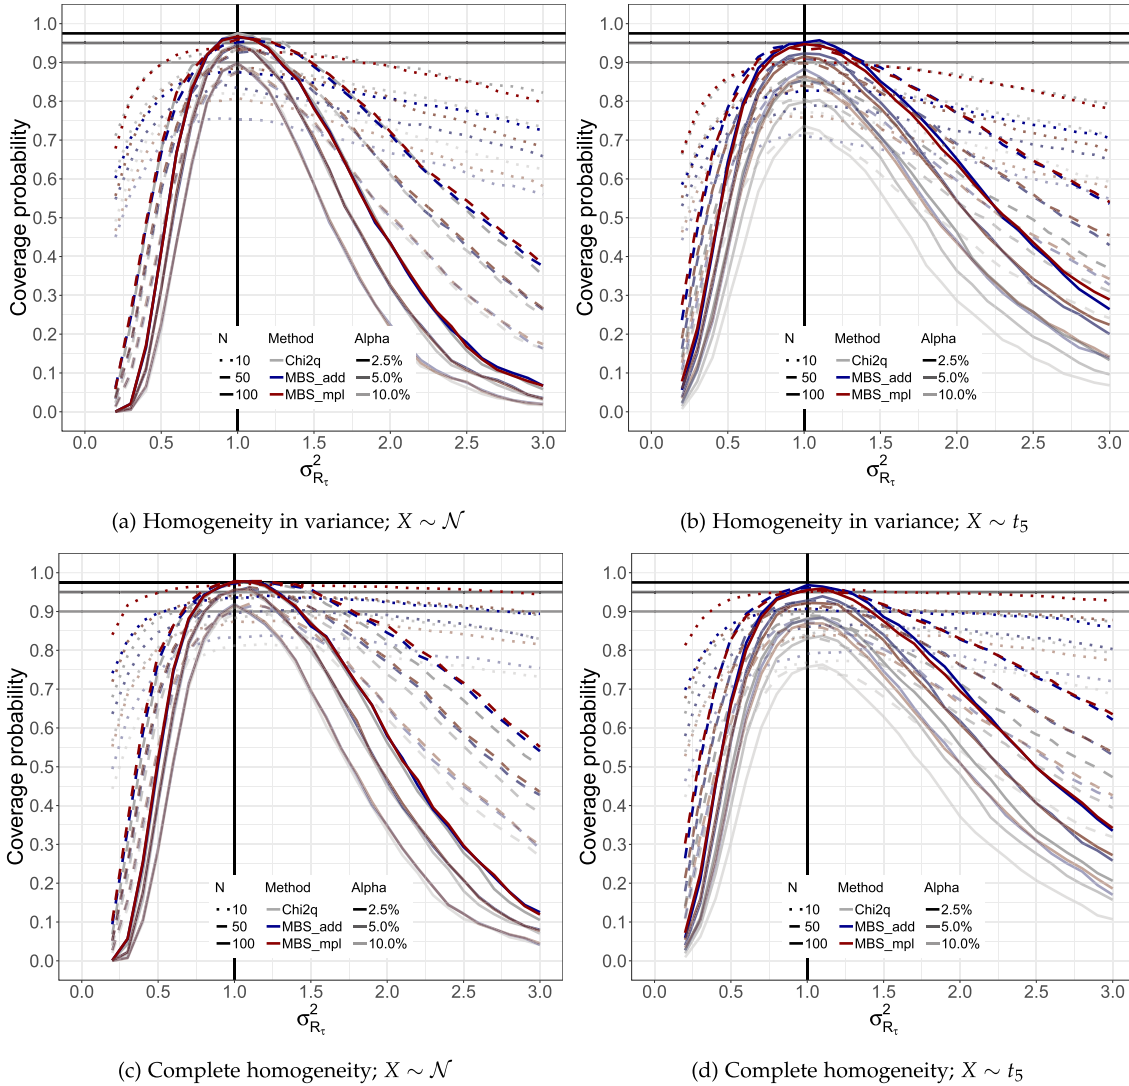 1.0
0.9
0.8
0.7
0.6
0.5
0.4
0.3
0.2
0.1
0.0
Coverage probability
N Method Alpha
10 Chi2q 2.5%
50 MBS_add 5.0%
100 MBS_mpl 10.0%
0.0 0.5 1.0 1.5 2.0 2.5 3.0
σ²_{R_τ}
(a) Homogeneity in variance; X ∼ 𝒩
1.0
0.9
0.8
0.7
0.6
0.5
0.4
0.3
0.2
0.1
0.0
Coverage probability
N Method Alpha
10 Chi2q 2.5%
50 MBS_add 5.0%
100 MBS_mpl 10.0%
0.0 0.5 1.0 1.5 2.0 2.5 3.0
σ²_{R_τ}
(b) Homogeneity in variance; X ∼ t₅
1.0
0.9
0.8
0.7
0.6
0.5
0.4
0.3
0.2
0.1
0.0
Coverage probability
N Method Alpha
10 Chi2q 2.5%
50 MBS_add 5.0%
100 MBS_mpl 10.0%
0.0 0.5 1.0 1.5 2.0 2.5 3.0
σ²_{R_τ}
(c) Complete homogeneity; X ∼ 𝒩
1.0
0.9
0.8
0.7
0.6
0.5
0.4
0.3
0.2
0.1
0.0
Coverage probability
N Method Alpha
10 Chi2q 2.5%
50 MBS_add 5.0%
100 MBS_mpl 10.0%
0.0 0.5 1.0 1.5 2.0 2.5 3.0
σ²_{R_τ}
(d) Complete homogeneity; X ∼ t₅